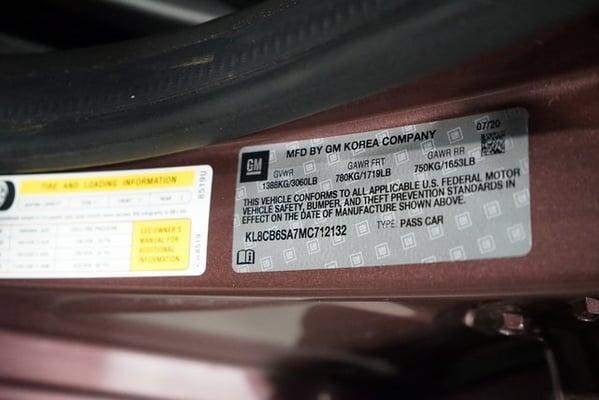 TIRE AND LOADING INFORMATION
SEE OWNER'S
MANUAL FOR
ADDITIONAL
INFORMATION
8519U
GM
MFD BY GM KOREA COMPANY
07/20
GVWR GAWR FRT GAWR RR
1388KG/3060LB 780KG/1719LB 750KG/1653LB
THIS VEHICLE CONFORMS TO ALL APPLICABLE U.S. FEDERAL MOTOR
VEHICLE SAFETY, BUMPER, AND THEFT PREVENTION STANDARDS IN
EFFECT ON THE DATE OF MANUFACTURE SHOWN ABOVE.
KL8CB6SA7MC712132 TYPE: PASS CAR